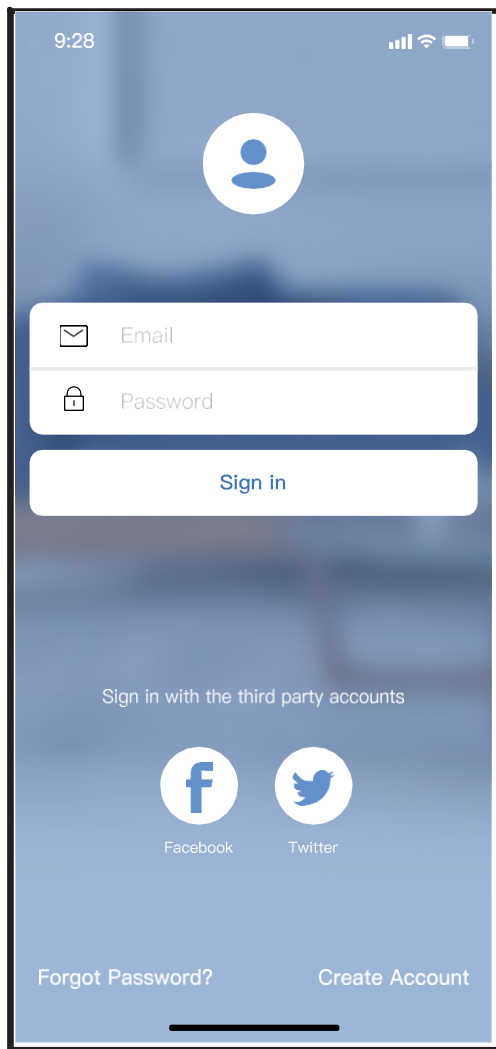 9:28
Email
Password
Sign in
Sign in with the third party accounts
Facebook Twitter
Forgot Password? Create Account